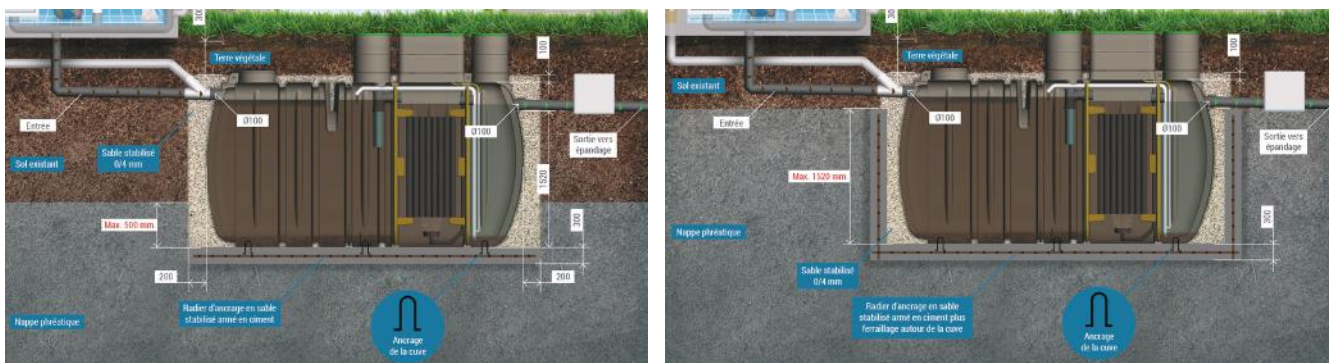 300
Terre végétale
100
Entrée
Ø100
Ø100
Sortie vers
épandage
Sol existant
Sable stabilisé
0/4 mm
1520
Max. 500 mm
300
200
200
Radier d'ancrage en sable
stabilisé armé en ciment
Nappe phréatique
Ancrage
de la cuve
300
Terre végétale
100
Sol existant
Entrée
Ø100
Ø100
Sortie vers
épandage
Max. 1520 mm
Nappe phréatique
300
Sable stabilisé
0/4 mm
Radier d'ancrage en sable
stabilisé armé en ciment plus
ferraillage autour de la cuve
Ancrage
de la cuve